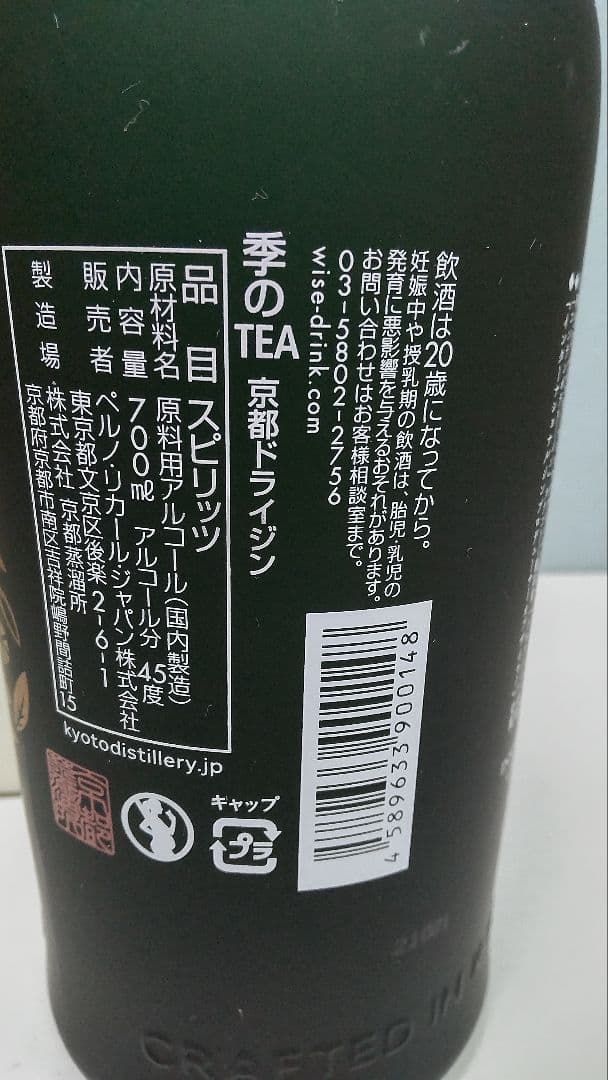 飲酒は20歳になってから。
妊娠中や授乳期の飲酒は、胎児・乳児の
発育に悪影響を与えるおそれがあります。
お問い合わせはお客様相談室まで。
03-5802-2756
wise-drink.com
季のTEA 京都ドライジン
品目 スピリッツ
原材料名 原料用アルコール(国内製造)
内容量 700ml アルコール分 45度
販売者 ペルノ・リカール・ジャパン株式会社
東京都文京区後楽2-6-1
製造場 株式会社 京都蒸溜所
京都府京都市南区吉祥院嶋野間詰町15
kyotodistillery.jp
キャップ
プラ
4589633900148
CRAFTED IN